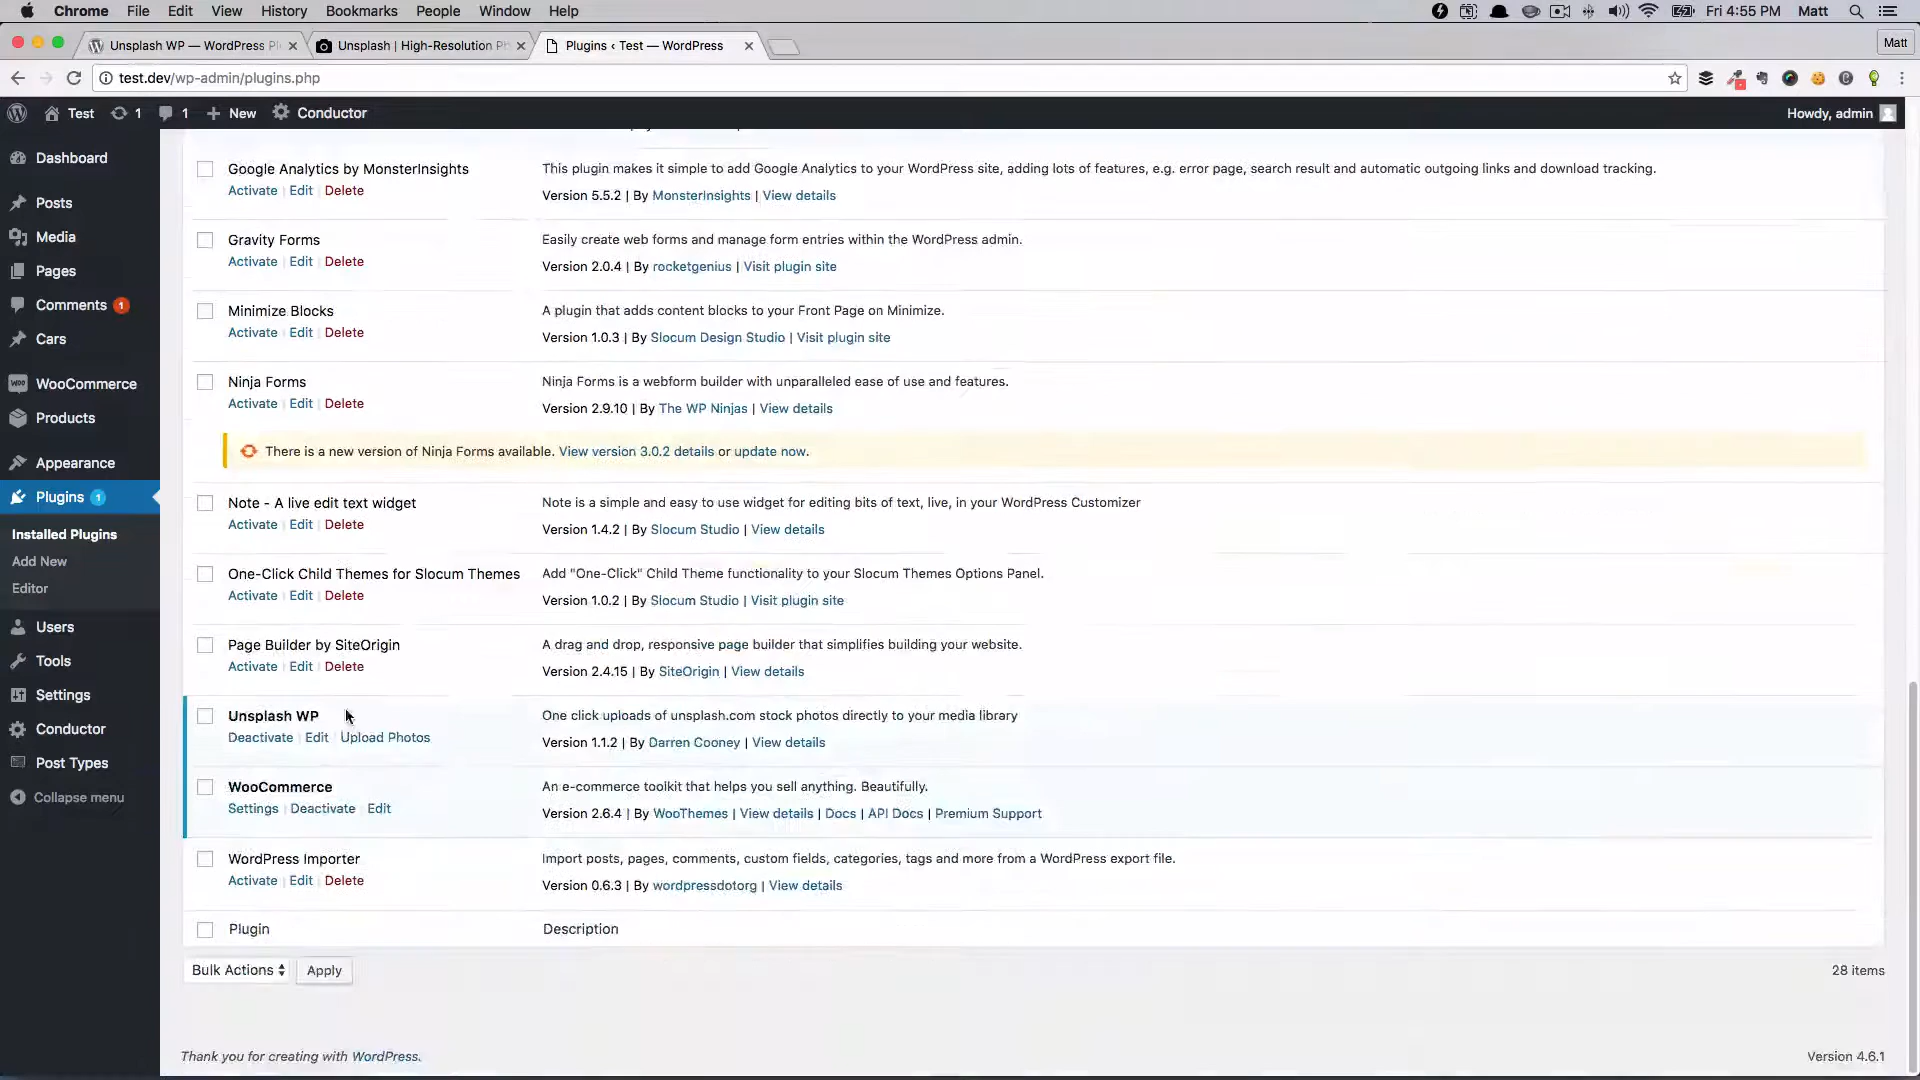 Chrome File Edit View History Bookmarks People Window Help Fri 4:55 PM Matt
Unsplash WP — WordPress Pl Unsplash | High-Resolution Ph Plugins ‹ Test — WordPress Matt
test.dev/wp-admin/plugins.php
Test 1 1 New Conductor Howdy, admin
Dashboard
Posts
Media
Pages
Comments 1
Cars
WooCommerce
Products
Appearance
Plugins 1
Installed Plugins
Add New
Editor
Users
Tools
Settings
Conductor
Post Types
Collapse menu
Google Analytics by MonsterInsights This plugin makes it simple to add Google Analytics to your WordPress site, adding lots of features, e.g. error page, search result and automatic outgoing links and download tracking.
Activate | Edit | Delete
Version 5.5.2 | By MonsterInsights | View details
Gravity Forms Easily create web forms and manage form entries within the WordPress admin.
Activate | Edit | Delete
Version 2.0.4 | By rocketgenius | Visit plugin site
Minimize Blocks A plugin that adds content blocks to your Front Page on Minimize.
Activate | Edit | Delete
Version 1.0.3 | By Slocum Design Studio | Visit plugin site
Ninja Forms Ninja Forms is a webform builder with unparalleled ease of use and features.
Activate | Edit | Delete
Version 2.9.10 | By The WP Ninjas | View details
There is a new version of Ninja Forms available. View version 3.0.2 details or update now.
Note - A live edit text widget Note is a simple and easy to use widget for editing bits of text, live, in your WordPress Customizer
Activate | Edit | Delete
Version 1.4.2 | By Slocum Studio | View details
One-Click Child Themes for Slocum Themes Add "One-Click" Child Theme functionality to your Slocum Themes Options Panel.
Activate | Edit | Delete
Version 1.0.2 | By Slocum Studio | Visit plugin site
Page Builder by SiteOrigin A drag and drop, responsive page builder that simplifies building your website.
Activate | Edit | Delete
Version 2.4.15 | By SiteOrigin | View details
Unsplash WP One click uploads of unsplash.com stock photos directly to your media library
Deactivate | Edit | Upload Photos
Version 1.1.2 | By Darren Cooney | View details
WooCommerce An e-commerce toolkit that helps you sell anything. Beautifully.
Settings | Deactivate | Edit
Version 2.6.4 | By WooThemes | View details | Docs | API Docs | Premium Support
WordPress Importer Import posts, pages, comments, custom fields, categories, tags and more from a WordPress export file.
Activate | Edit | Delete
Version 0.6.3 | By wordpressdotorg | View details
Plugin Description
Bulk Actions Apply 28 items
Thank you for creating with WordPress. Version 4.6.1